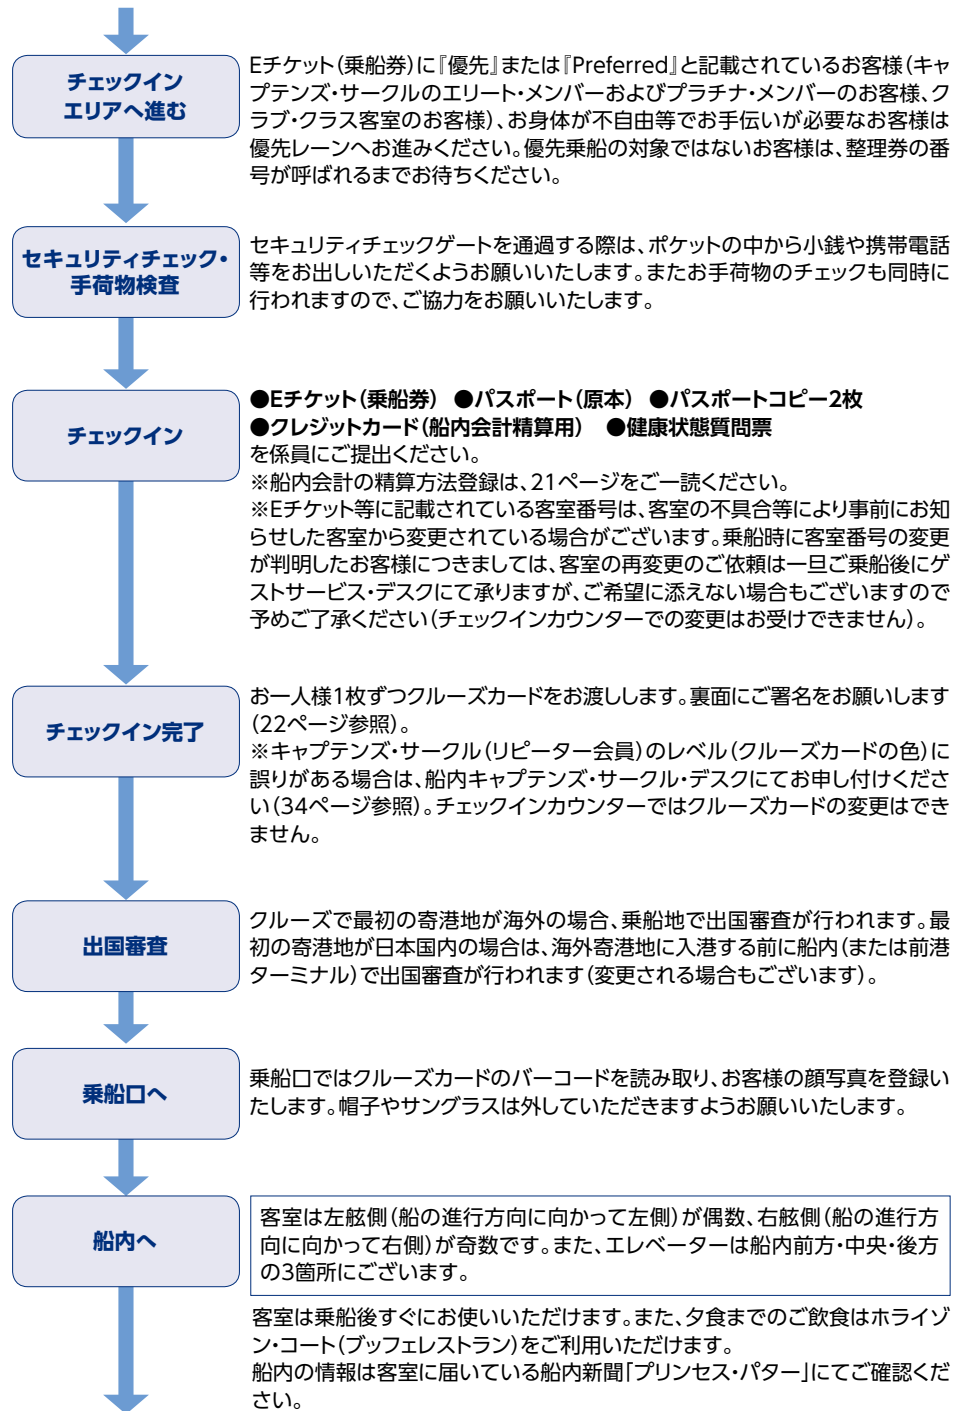 チェックイン
エリアへ進む
Eチケット（乗船券）に『優先』または『Preferred』と記載されているお客様（キャ
プテンズ・サークルのエリート・メンバーおよびプラチナ・メンバーのお客様、ク
ラブ・クラス客室のお客様）、お身体が不自由等でお手伝いが必要なお客様は
優先レーンへお進みください。優先乗船の対象ではないお客様は、整理券の番
号が呼ばれるまでお待ちください。
セキュリティチェック・
手荷物検査
セキュリティチェックゲートを通過する際は、ポケットの中から小銭や携帯電話
等をお出しいただくようお願いいたします。またお手荷物のチェックも同時に
行われますので、ご協力をお願いいたします。
チェックイン
●Eチケット（乗船券） ●パスポート（原本） ●パスポートコピー2枚
●クレジットカード（船内会計精算用） ●健康状態質問票
を係員にご提出ください。
※船内会計の精算方法登録は、21ページをご一読ください。
※Eチケット等に記載されている客室番号は、客室の不具合等により事前にお知
らせした客室から変更されている場合がございます。乗船時に客室番号の変更
が判明したお客様につきましては、客室の再変更のご依頼は一旦ご乗船後にゲ
ストサービス・デスクにて承りますが、ご希望に添えない場合もございますので
予めご了承ください（チェックインカウンターでの変更はお受けできません）。
チェックイン完了
お一人様1枚ずつクルーズカードをお渡しします。裏面にご署名をお願いします
（22ページ参照）。
※キャプテンズ・サークル（リピーター会員）のレベル（クルーズカードの色）に
誤りがある場合は、船内キャプテンズ・サークル・デスクにてお申し付けくださ
い（34ページ参照）。チェックインカウンターではクルーズカードの変更はでき
ません。
出国審査
クルーズで最初の寄港地が海外の場合、乗船地で出国審査が行われます。最
初の寄港地が日本国内の場合は、海外寄港地に入港する前に船内（または前港
ターミナル）で出国審査が行われます（変更される場合もございます）。
乗船口へ
乗船口ではクルーズカードのバーコードを読み取り、お客様の顔写真を登録い
たします。帽子やサングラスは外していただきますようお願いいたします。
船内へ
客室は左舷側（船の進行方向に向かって左側）が偶数、右舷側（船の進行方
向に向かって右側）が奇数です。また、エレベーターは船内前方・中央・後方
の3箇所にございます。
客室は乗船後すぐにお使いいただけます。また、夕食までのご飲食はホライゾ
ン・コート（ブッフェレストラン）をご利用いただけます。
船内の情報は客室に届いている船内新聞「プリンセス・パター」にてご確認くだ
さい。